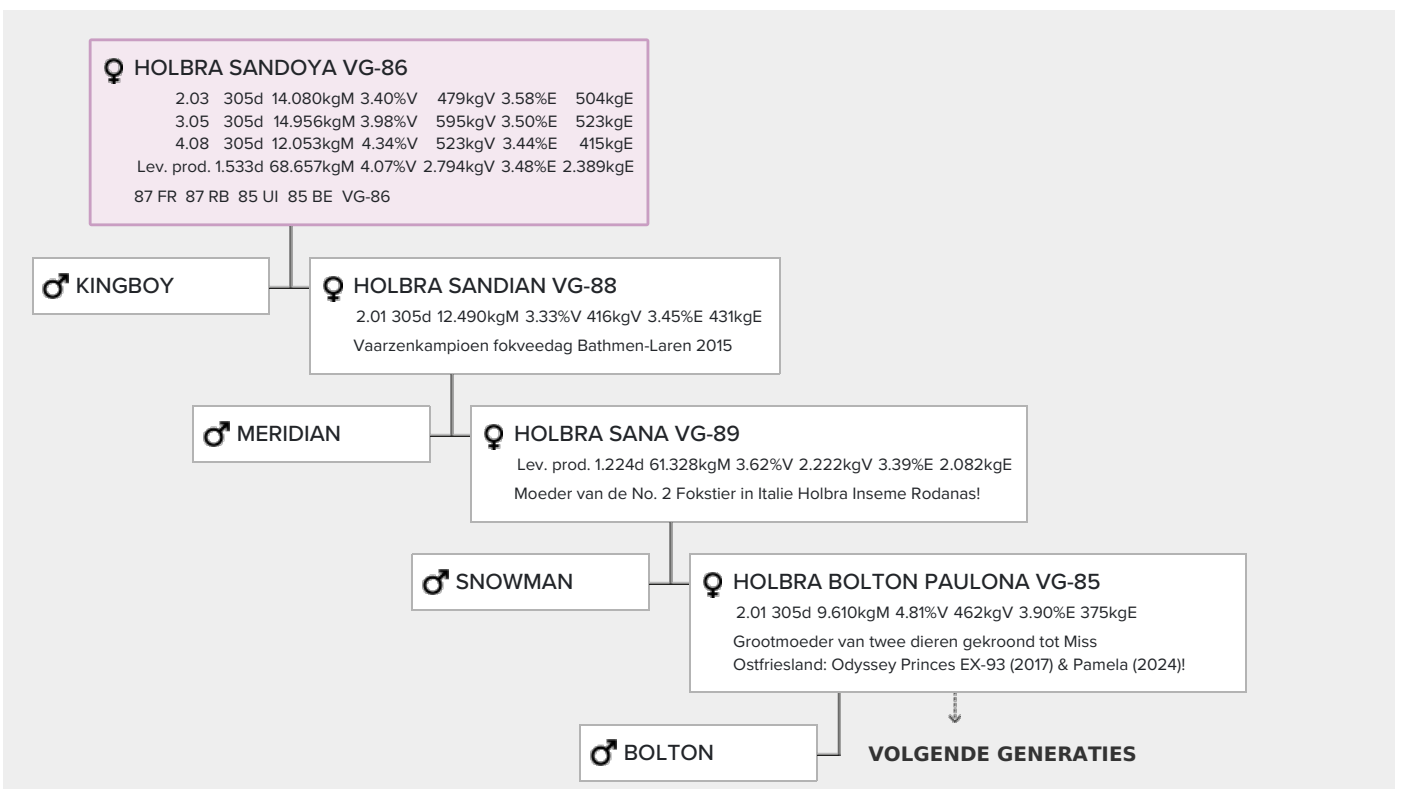 HOLBRA SANDOYA VG-86
2.03 305d 14.080kgM 3.40%V 479kgV 3.58%E 504kgE
3.05 305d 14.956kgM 3.98%V 595kgV 3.50%E 523kgE
4.08 305d 12.053kgM 4.34%V 523kgV 3.44%E 415kgE
Lev. prod. 1.533d 68.657kgM 4.07%V 2.794kgV 3.48%E 2.389kgE
87 FR 87 RB 85 UI 85 BE VG-86
KINGBOY
HOLBRA SANDIAN VG-88
2.01 305d 12.490kgM 3.33%V 416kgV 3.45%E 431kgE
Vaarzenkampioen fokveedag Bathmen-Laren 2015
MERIDIAN
HOLBRA SANA VG-89
Lev. prod. 1.224d 61.328kgM 3.62%V 2.222kgV 3.39%E 2.082kgE
Moeder van de No. 2 Fokstier in Italie Holbra Inseme Rodanas!
SNOWMAN
HOLBRA BOLTON PAULONA VG-85
2.01 305d 9.610kgM 4.81%V 462kgV 3.90%E 375kgE
Grootmoeder van twee dieren gekroond tot Miss
Ostfriesland: Odyssey Princes EX-93 (2017) & Pamela (2024)!
BOLTON
VOLGENDE GENERATIES